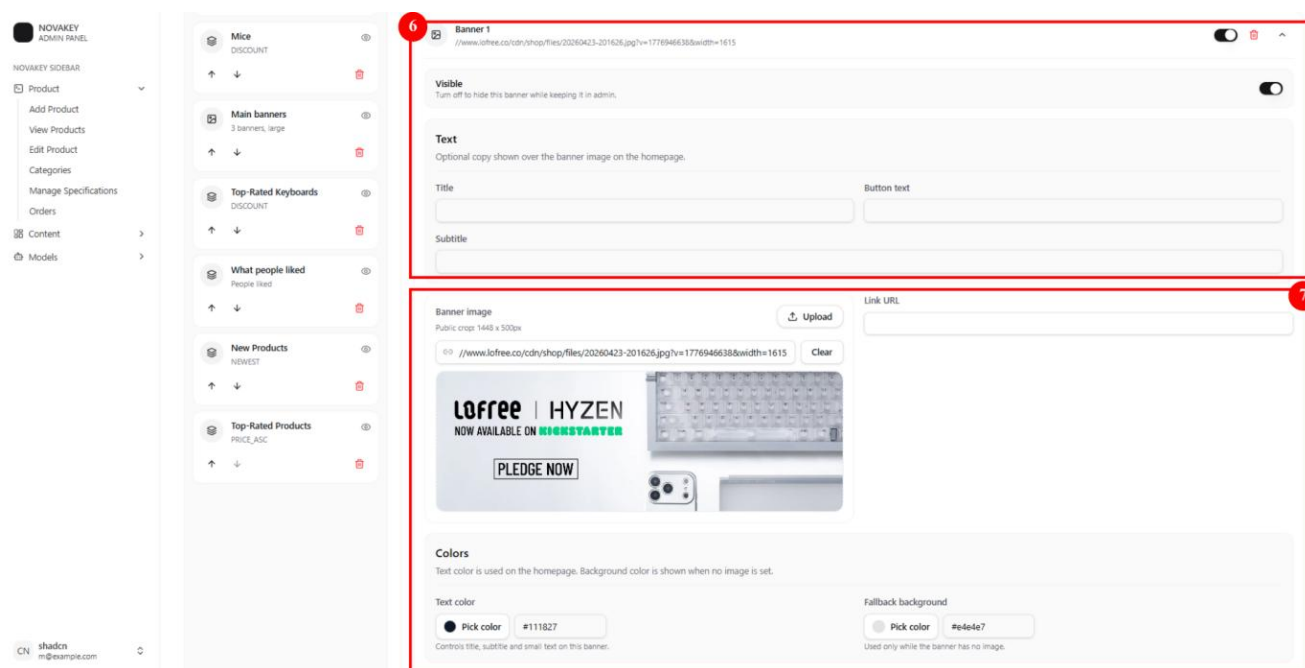 NOVAKEY
ADMIN PANEL
NOVAKEY SIDEBAR
Product
Add Product
View Products
Edit Product
Categories
Manage Specifications
Orders
Content
Models
CN
shadcn
m@example.com
Mice
DISCOUNT
Main banners
3 banners, large
Top-Rated Keyboards
DISCOUNT
What people liked
People liked
New Products
NEWEST
Top-Rated Products
PRICE_ASC
6
Banner 1
//www.lofree.co/cdn/shop/files/20260423-201626.jpg?v=1776946638&width=1615
Visible
Turn off to hide this banner while keeping it in admin.
Text
Optional copy shown over the banner image on the homepage.
Title
Button text
Subtitle
7
Banner image
Public crop: 1448 x 500px
Upload
Link URL
//www.lofree.co/cdn/shop/files/20260423-201626.jpg?v=1776946638&width=1615
Clear
LOFREE | HYZEN
NOW AVAILABLE ON KICKSTARTER
PLEDGE NOW
Colors
Text color is used on the homepage. Background color is shown when no image is set.
Text color
Pick color
#111827
Controls title, subtitle and small text on this banner.
Fallback background
Pick color
#e4e4e7
Used only while the banner has no image.